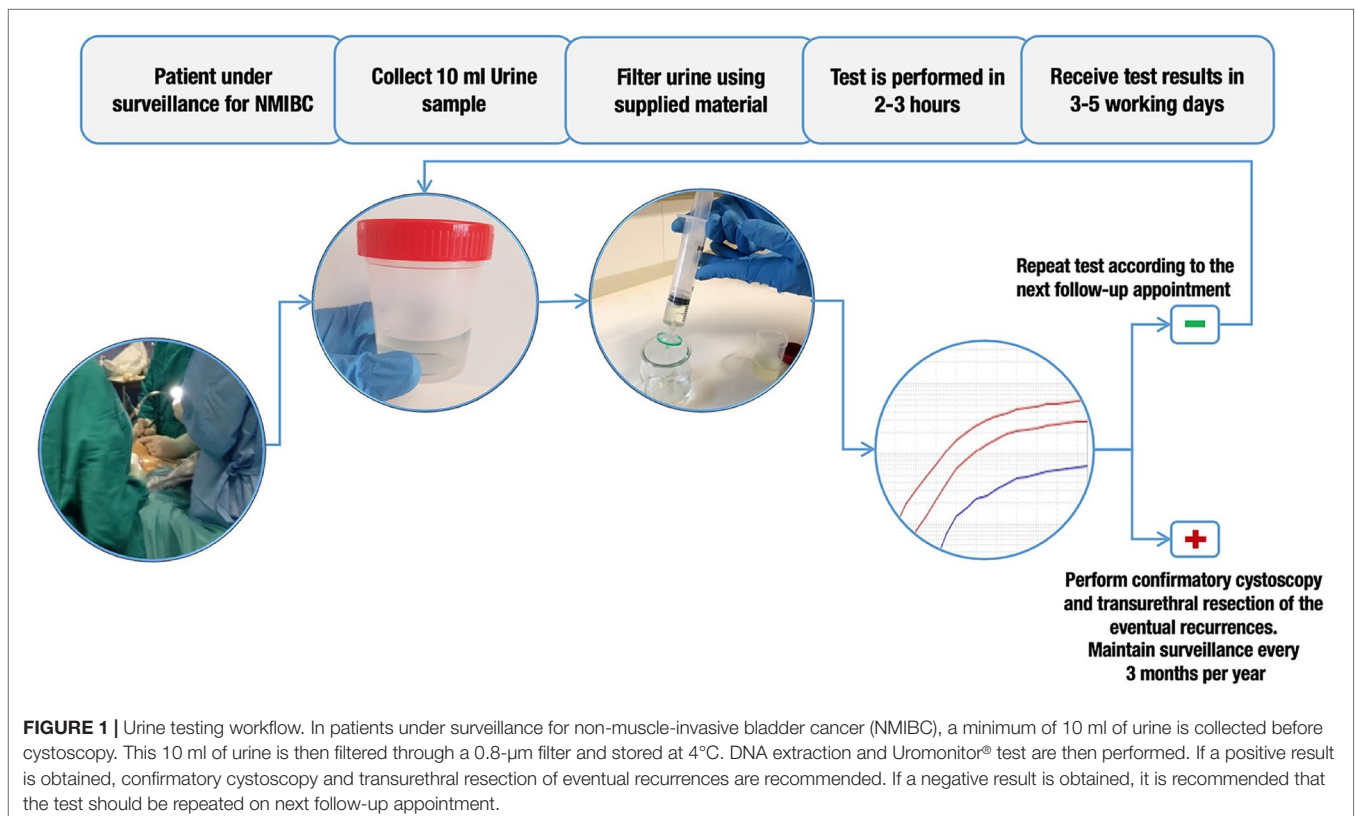 Patient under
surveillance for NMIBC
Collect 10 ml Urine
sample
Filter urine using
supplied material
Test is performed in
2-3 hours
Receive test results in
3-5 working days
Repeat test according to the
next follow-up appointment
Perform confirmatory cystoscopy
and transurethral resection of the
eventual recurrences.
Maintain surveillance every
3 months per year
FIGURE 1 | Urine testing workflow. In patients under surveillance for non-muscle-invasive bladder cancer (NMIBC), a minimum of 10 ml of urine is collected before
cystoscopy. This 10 ml of urine is then filtered through a 0.8-µm filter and stored at 4°C. DNA extraction and Uromonitor® test are then performed. If a positive result
is obtained, confirmatory cystoscopy and transurethral resection of eventual recurrences are recommended. If a negative result is obtained, it is recommended that
the test should be repeated on next follow-up appointment.